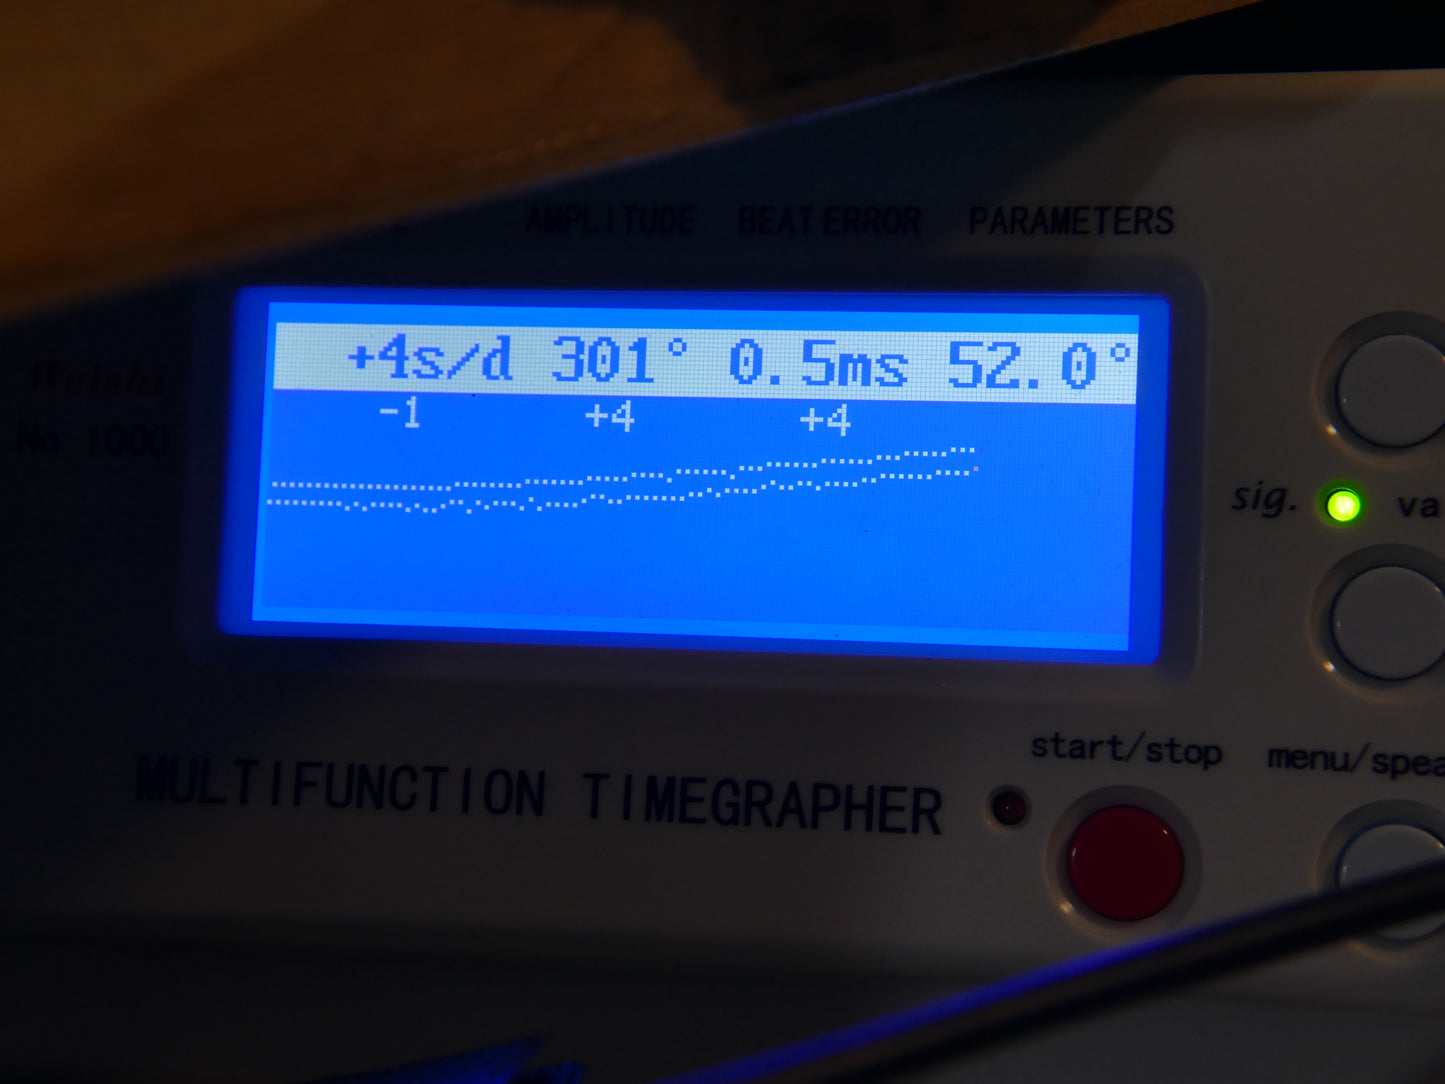 AMPLITUDE BEAT ERROR PARAMETERS
+4s/d 301° 0.5ms 52.0°
-1 +4 +4
Weishi
No 1000
sig.
start/stop
MULTIFUNCTION TIMEGRAPHER